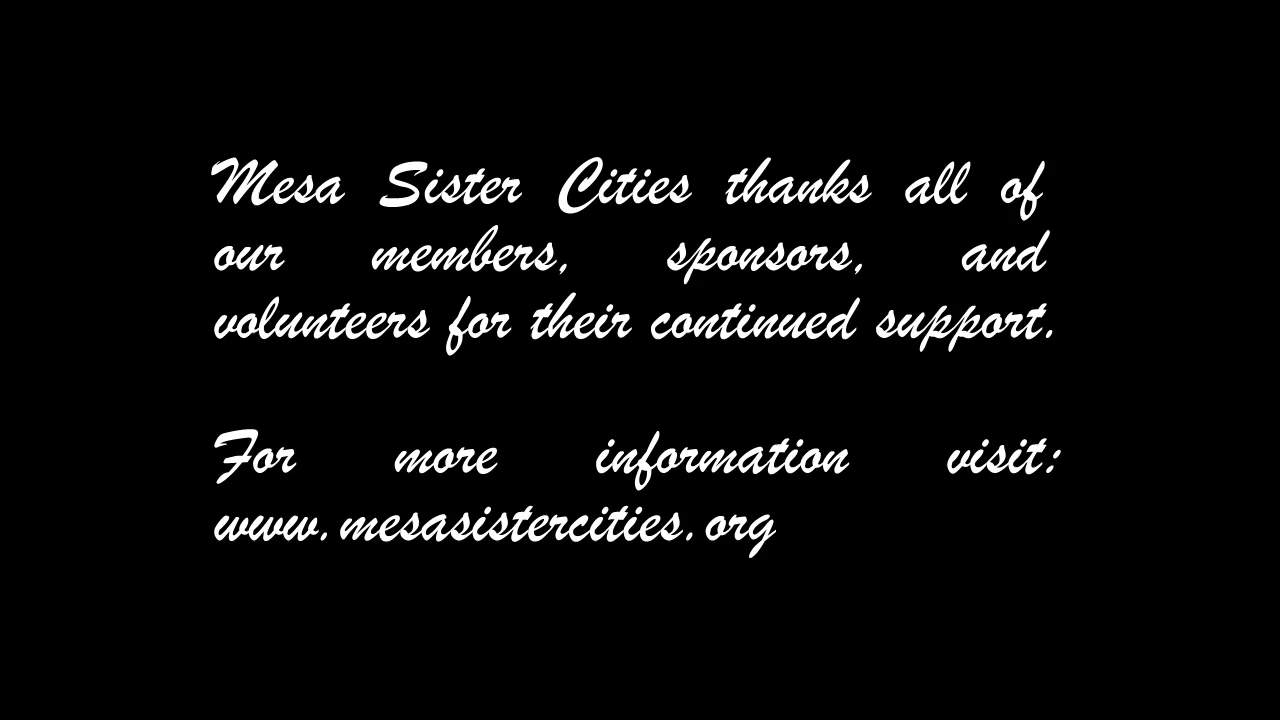 Mesa Sister Cities thanks all of
our members, sponsors, and
volunteers for their continued support.
For more information visit:
www.mesasistercities.org